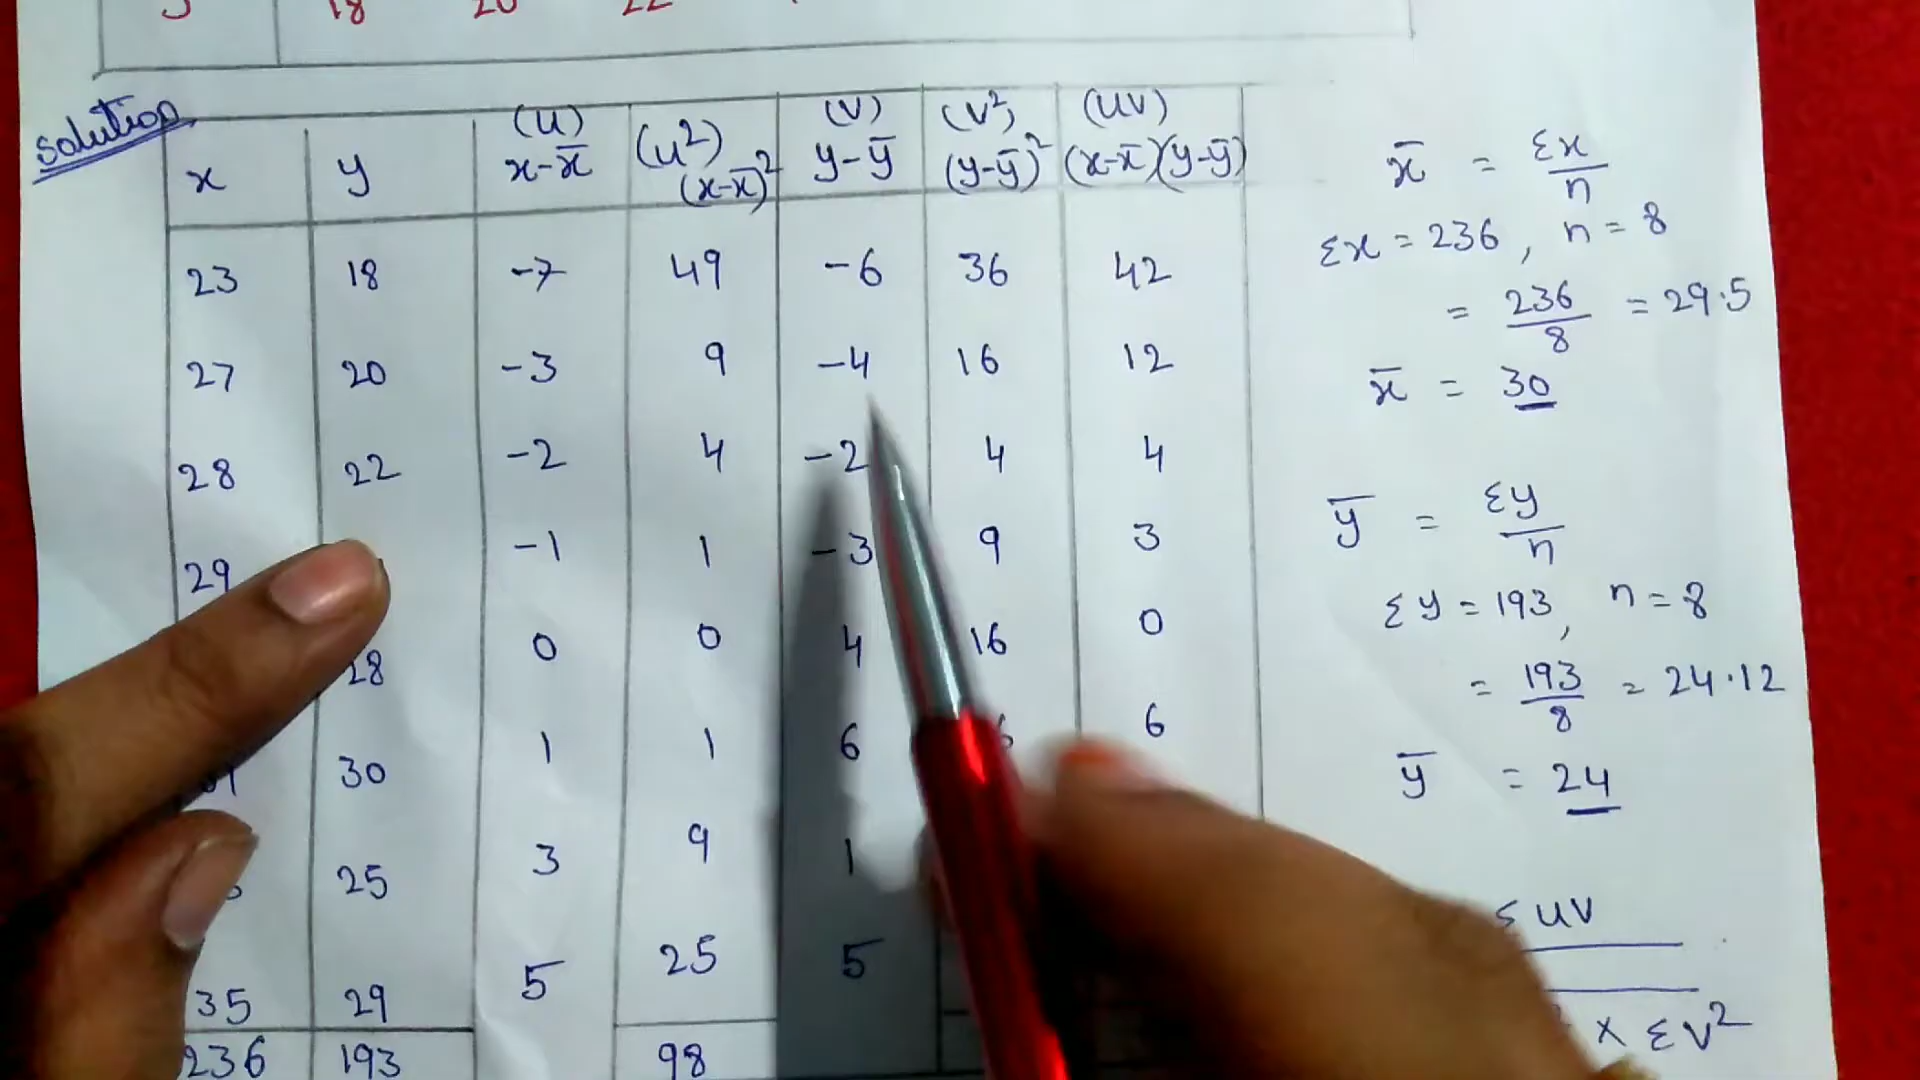 18 20 22
solution
x y (u) x-x̄ (u²) (x-x̄)² (v) y-ȳ (v²) (y-ȳ)² (uv) (x-x̄)(y-ȳ)
23 18 -7 49 -6 36 42
27 20 -3 9 -4 16 12
28 22 -2 4 -2 4 4
29 -1 1 -3 9 3
28 0 0 4 16 0
30 1 1 6 6
25 3 9 1
35 29 5 25 5
236 193 98
x̄ = Σx/n
Σx = 236, n = 8
= 236/8 = 29.5
x̄ = 30
ȳ = Σy/n
Σy = 193, n = 8
= 193/8 = 24.12
ȳ = 24
Σuv
× Σv²